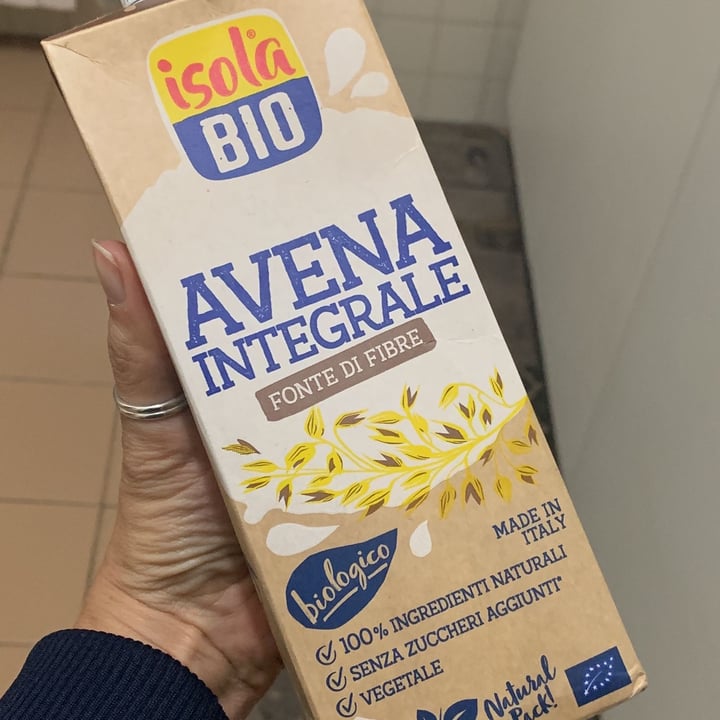 isola®
BIO
AVENA
INTEGRALE
FONTE DI FIBRE
MADE IN
ITALY
biologico
100% INGREDIENTI NATURALI
SENZA ZUCCHERI AGGIUNTI*
VEGETALE
Natural
Pack!